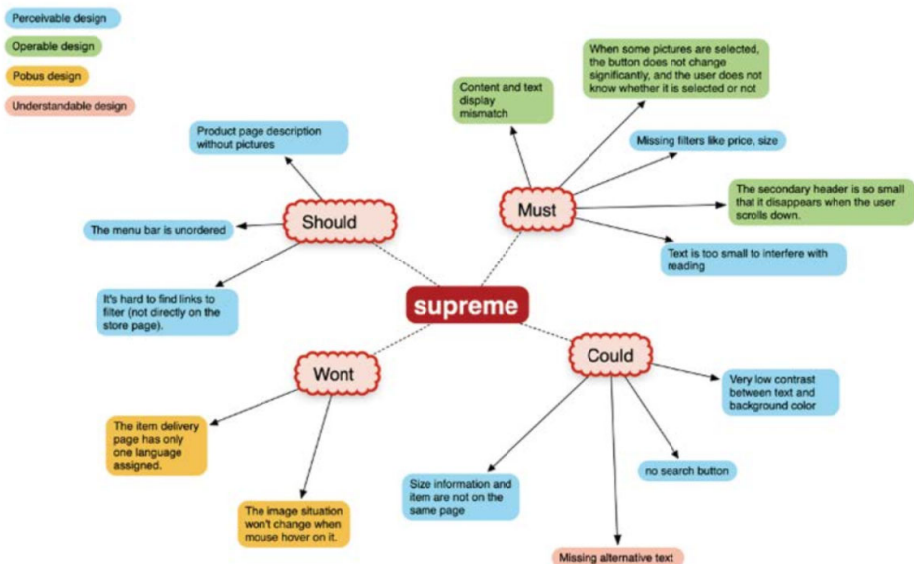 Perceivable design
Operable design
Pobus design
Understandable design
When some pictures are selected,
the button does not change
significantly, and the user does not
know whether it is selected or not
Content and text
display
mismatch
Product page description
without pictures
Missing filters like price, size
The secondary header is so small
that it disappears when the user
scrolls down.
Should
Must
The menu bar is unordered
Text is too small to interfere with
reading
It's hard to find links to
filter (not directly on the
store page).
supreme
Wont
Could
Very low contrast
between text and
background color
The item delivery
page has only
one language
assigned.
no search button
Size information and
item are not on the
same page
The image situation
won't change when
mouse hover on it.
Missing alternative text